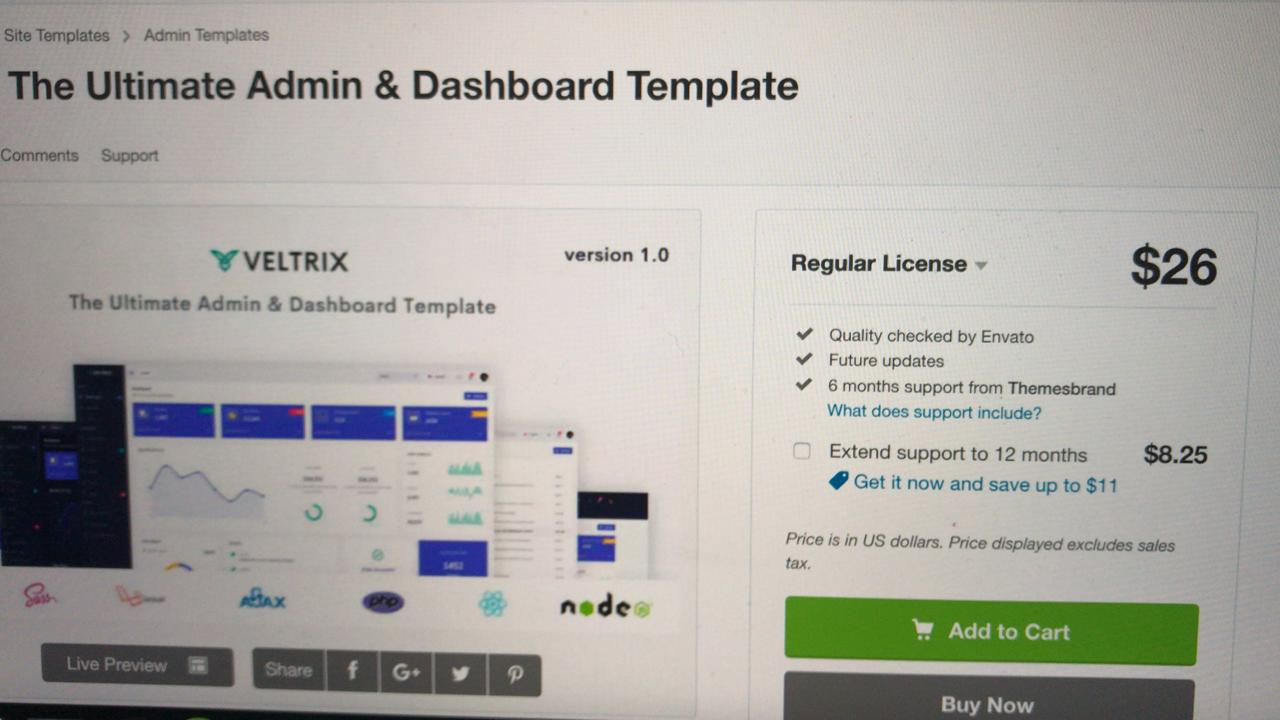 Site Templates > Admin Templates
The Ultimate Admin & Dashboard Template
Comments Support
VELTRIX
version 1.0
The Ultimate Admin & Dashboard Template
$452
Sass
AJAX
php
node
Live Preview
Share
f
G+
Regular License
$26
Quality checked by Envato
Future updates
6 months support from Themesbrand
What does support include?
Extend support to 12 months
$8.25
Get it now and save up to $11
Price is in US dollars. Price displayed excludes sales
tax.
Add to Cart
Buy Now